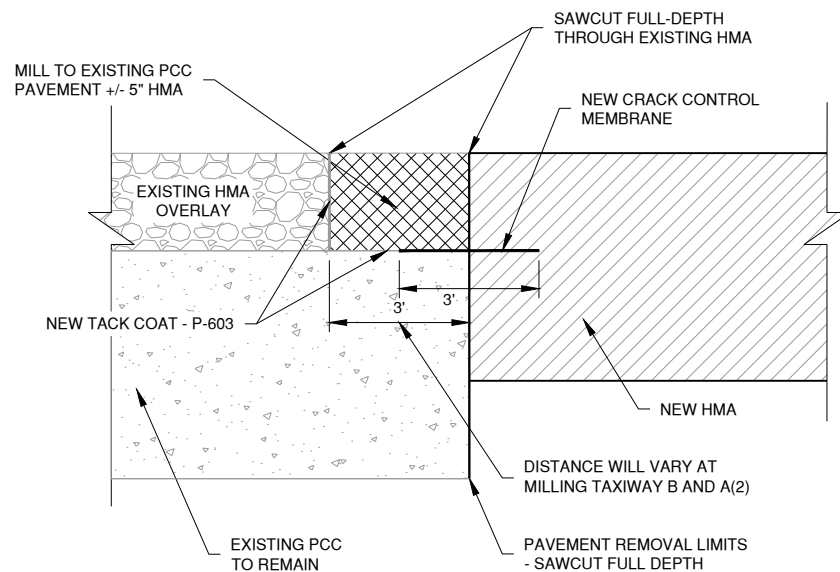 SAWCUT FULL-DEPTH
THROUGH EXISTING HMA
MILL TO EXISTING PCC
PAVEMENT +/- 5" HMA
NEW CRACK CONTROL
MEMBRANE
EXISTING HMA
OVERLAY
3'
3'
NEW TACK COAT - P-603
NEW HMA
DISTANCE WILL VARY AT
MILLING TAXIWAY B AND A(2)
EXISTING PCC
TO REMAIN
PAVEMENT REMOVAL LIMITS
- SAWCUT FULL DEPTH